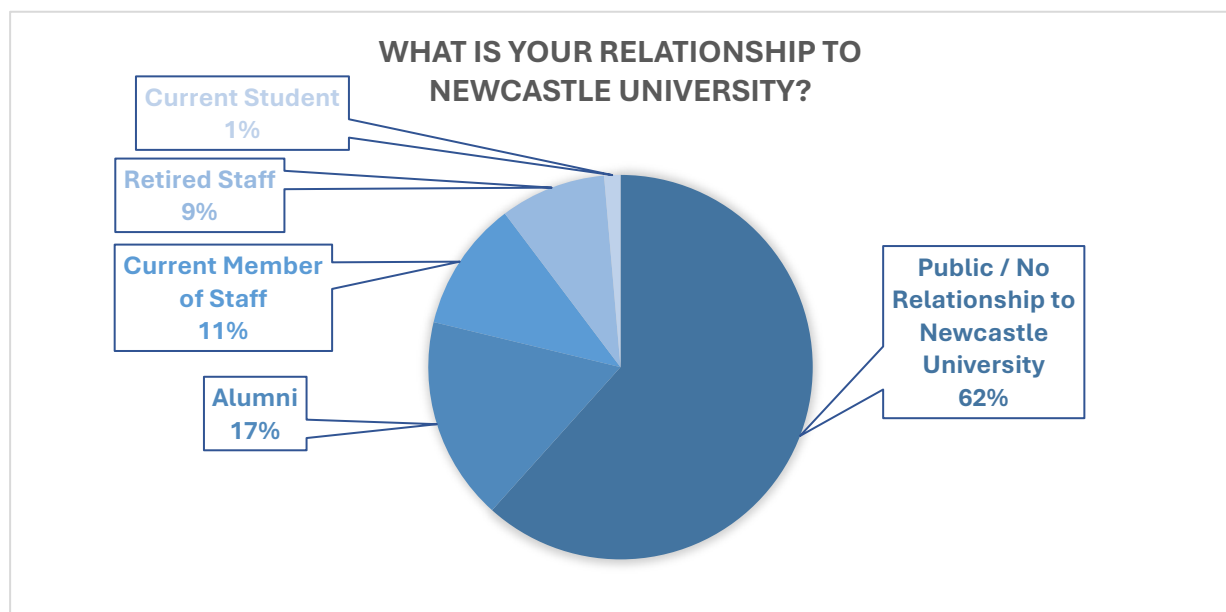 WHAT IS YOUR RELATIONSHIP TO
NEWCASTLE UNIVERSITY?
Current Student
1%
Retired Staff
9%
Current Member
of Staff
11%
Alumni
17%
Public / No
Relationship to
Newcastle
University
62%